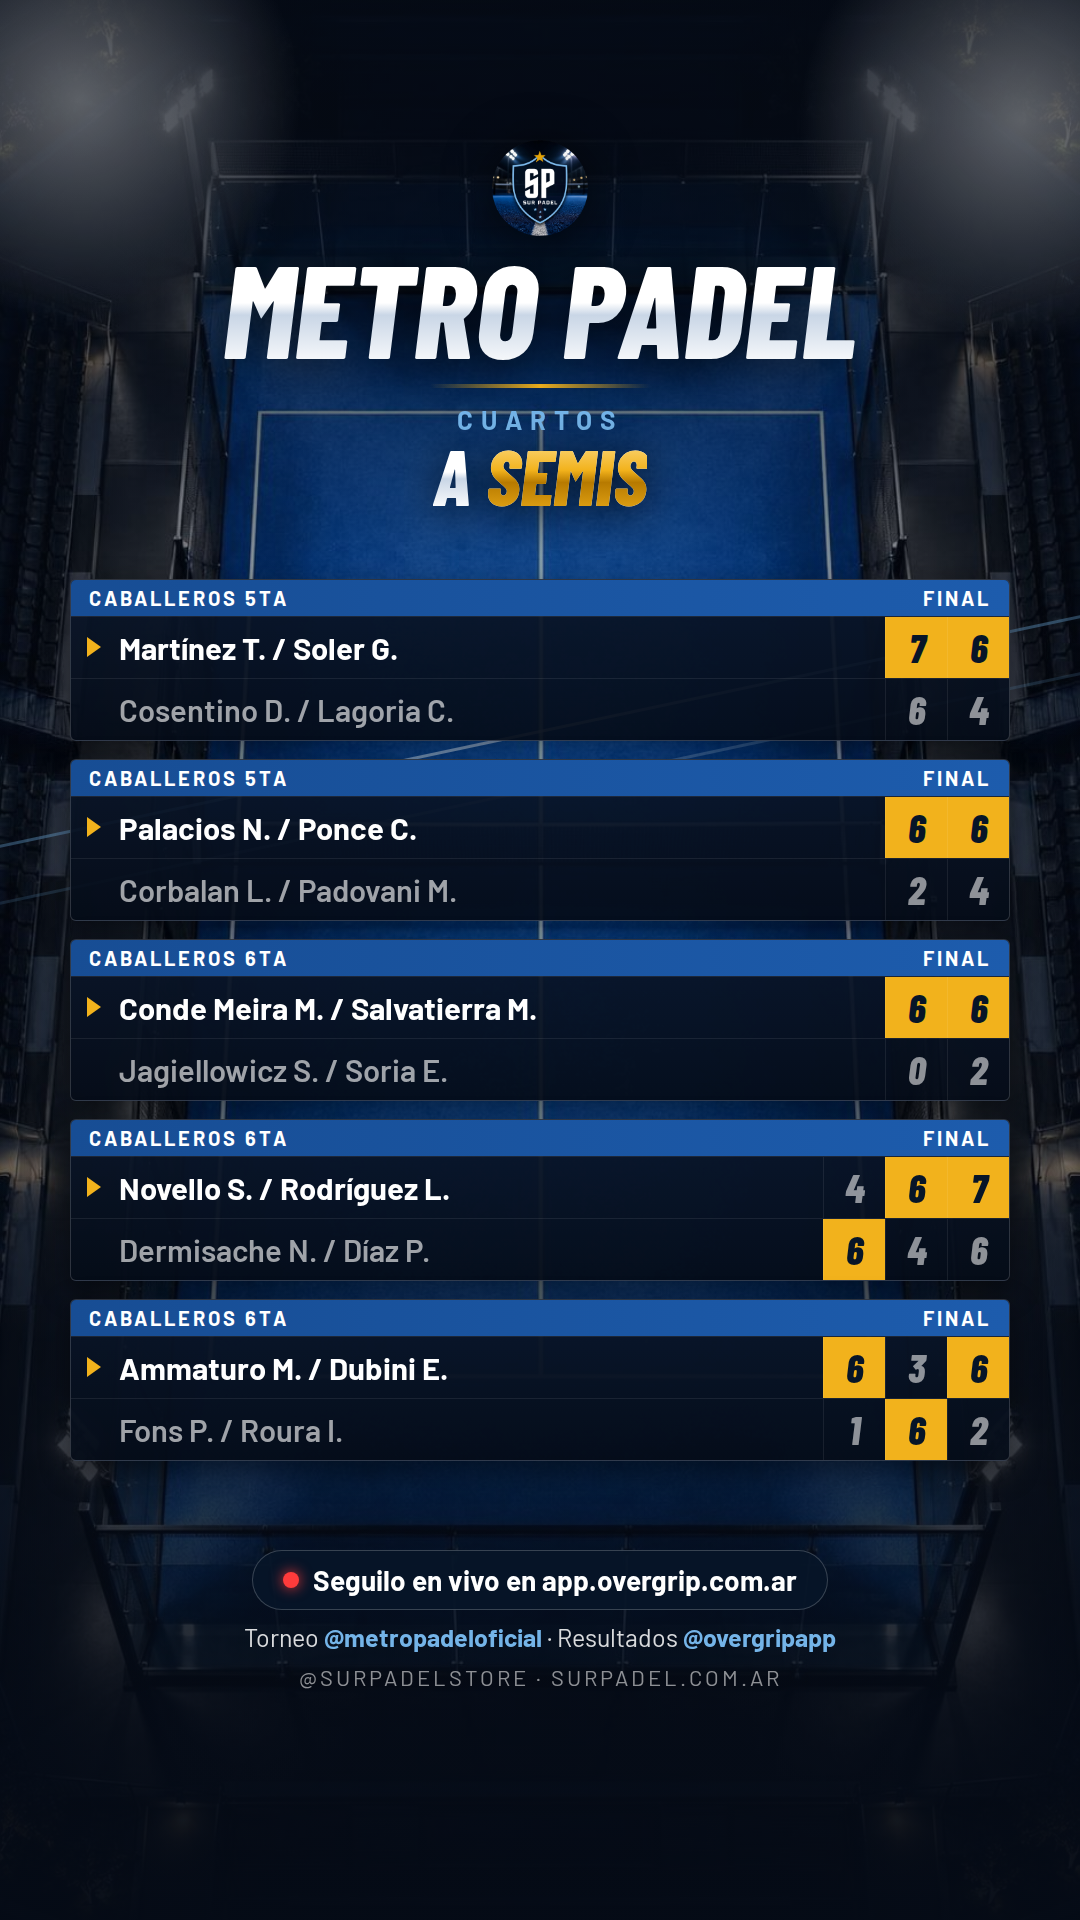 SP
SUR PADEL
METRO PADEL
CUARTOS
A SEMIS
CABALLEROS 5TA FINAL
Martínez T. / Soler G. 7 6
Cosentino D. / Lagoria C. 6 4
CABALLEROS 5TA FINAL
Palacios N. / Ponce C. 6 6
Corbalan L. / Padovani M. 2 4
CABALLEROS 6TA FINAL
Conde Meira M. / Salvatierra M. 6 6
Jagiellowicz S. / Soria E. 0 2
CABALLEROS 6TA FINAL
Novello S. / Rodríguez L. 4 6 7
Dermisache N. / Díaz P. 6 4 6
CABALLEROS 6TA FINAL
Ammaturo M. / Dubini E. 6 3 6
Fons P. / Roura I. 1 6 2
Seguilo en vivo en app.overgrip.com.ar
Torneo @metropadeloficial · Resultados @overgripapp
@SURPADELSTORE · SURPADEL.COM.AR